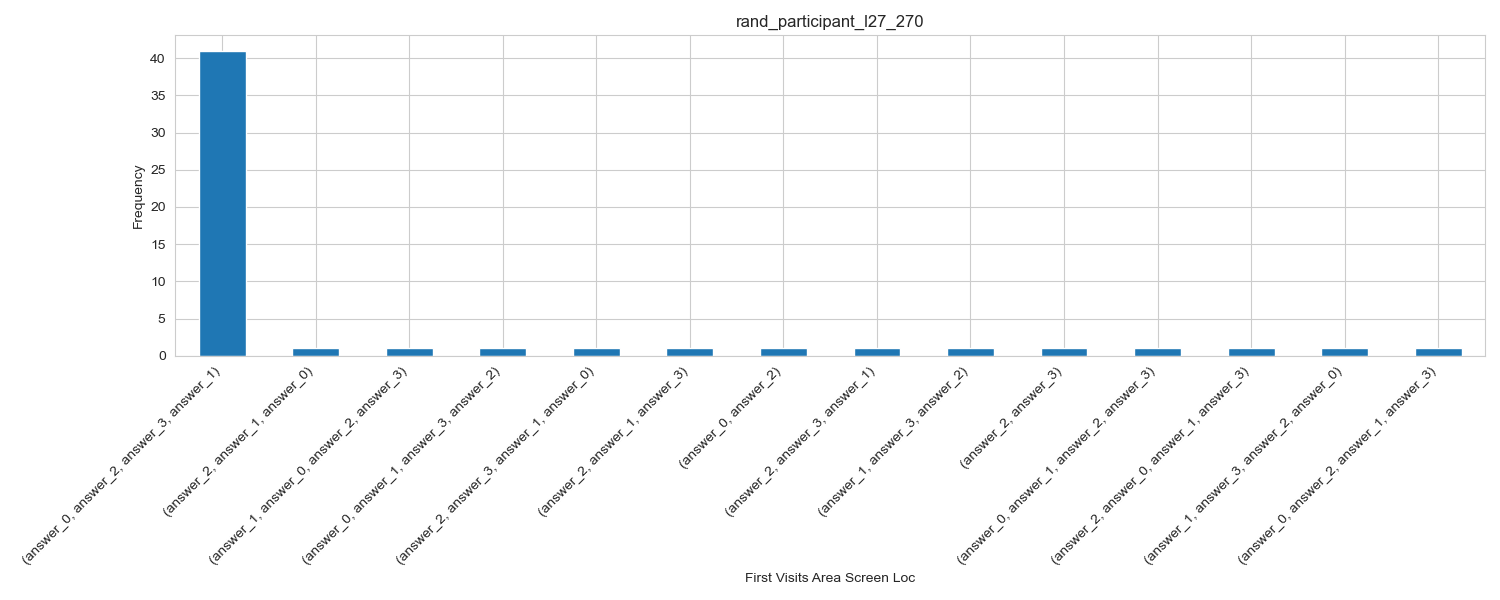 rand_participant_l27_270
40
35
30
25
20
15
10
5
0
Frequency
(answer_0, answer_2, answer_3, answer_1)
(answer_2, answer_1, answer_0)
(answer_1, answer_0, answer_2, answer_3)
(answer_0, answer_1, answer_3, answer_2)
(answer_2, answer_3, answer_1, answer_0)
(answer_2, answer_1, answer_3)
(answer_0, answer_2)
(answer_2, answer_3, answer_1)
(answer_1, answer_3, answer_2)
(answer_2, answer_3)
(answer_0, answer_1, answer_2, answer_3)
(answer_2, answer_0, answer_1, answer_3)
(answer_1, answer_3, answer_2, answer_0)
(answer_0, answer_2, answer_1, answer_3)
First Visits Area Screen Loc